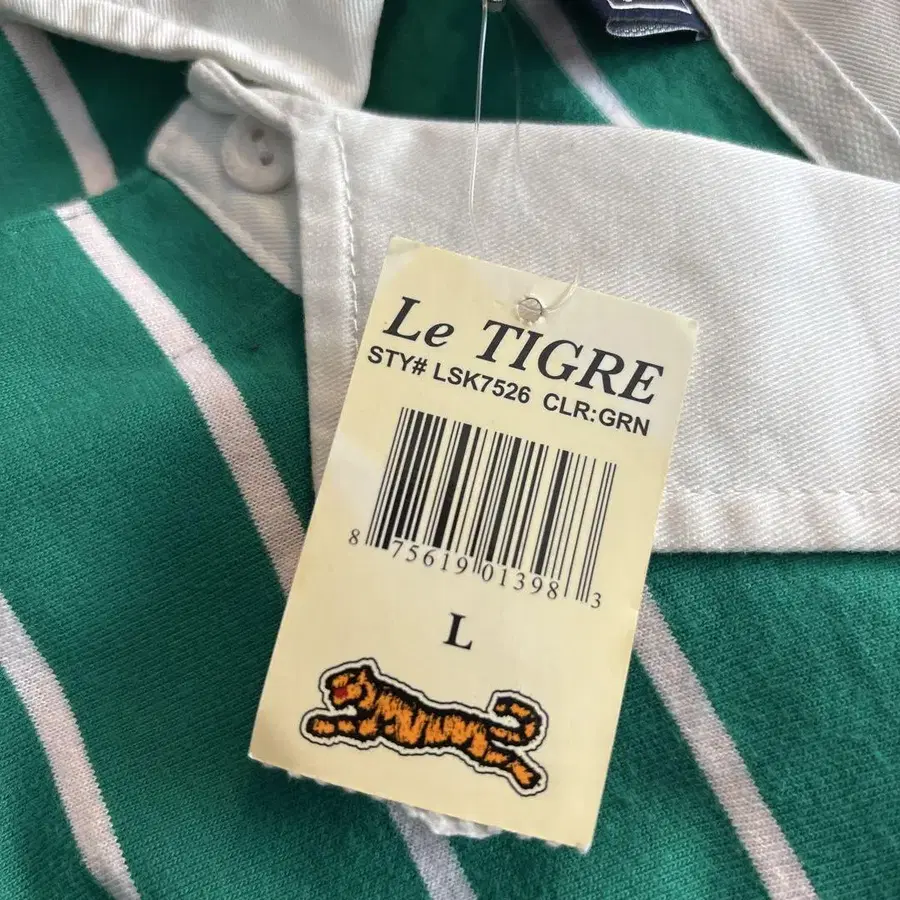 Le TIGRE
STY# LSK7526 CLR:GRN
8 75619 01398 3
L